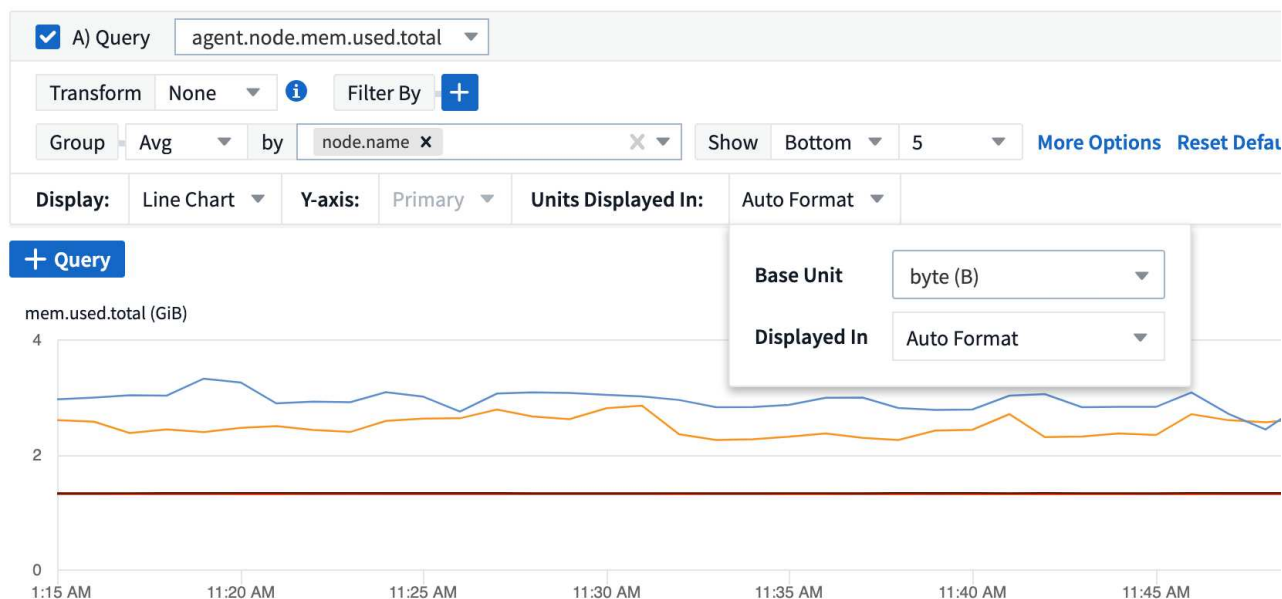 A) Query agent.node.mem.used.total
Transform None i Filter By +
Group Avg by node.name × Show Bottom 5 More Options Reset Defau
Display: Line Chart Y-axis: Primary Units Displayed In: Auto Format
+ Query
Base Unit byte (B)
Displayed In Auto Format
mem.used.total (GiB)
4
2
0
1:15 AM 11:20 AM 11:25 AM 11:30 AM 11:35 AM 11:40 AM 11:45 AM